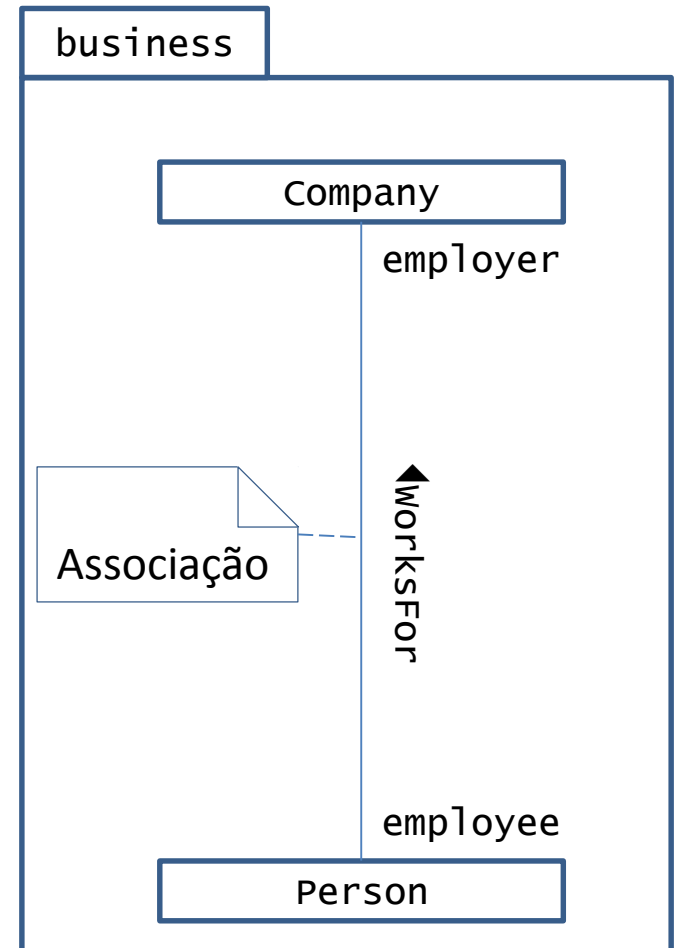 business
Company
employer
◀WorksFor
Associação
employee
Person